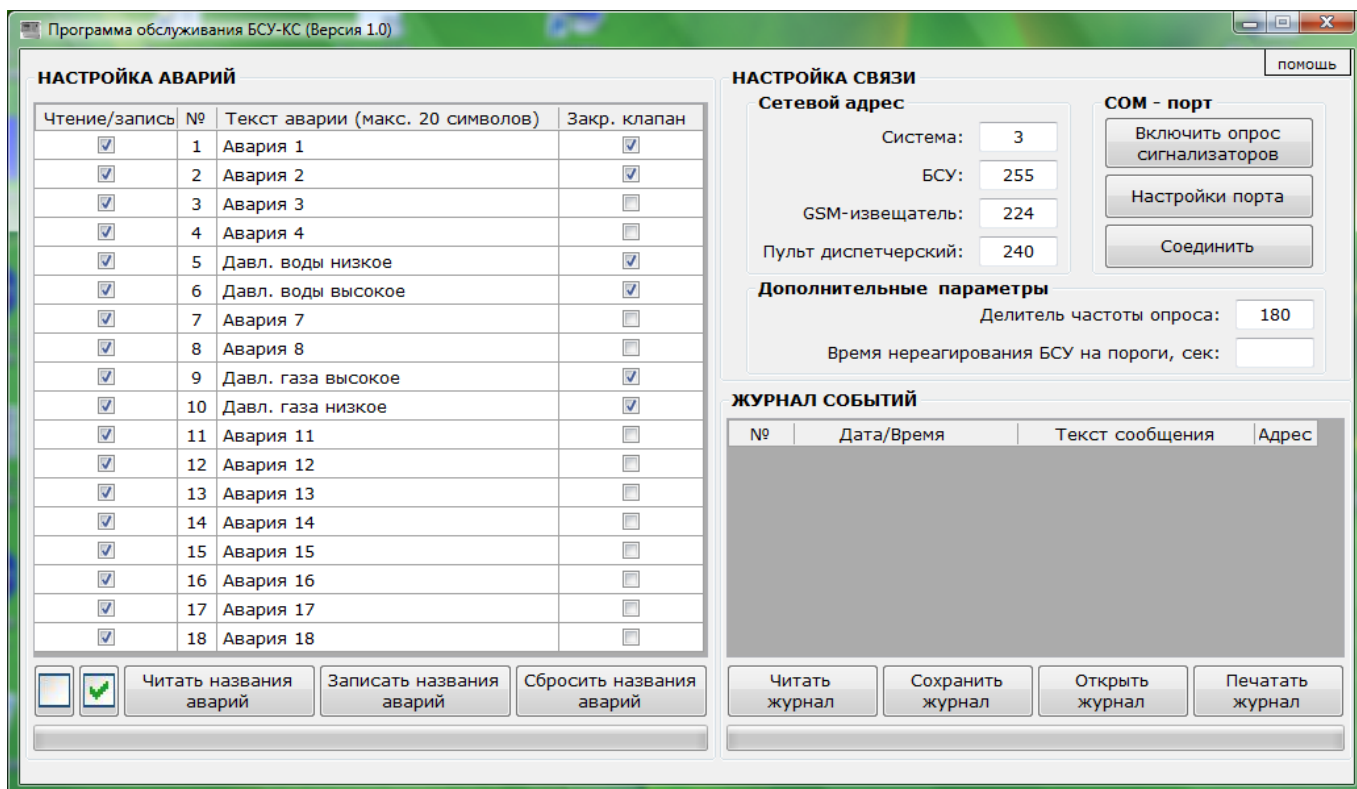 Программа обслуживания БСУ-КС (Версия 1.0)
помощь
НАСТРОЙКА АВАРИЙ
Чтение/запись № Текст аварии (макс. 20 символов) Закр. клапан
1 Авария 1
2 Авария 2
3 Авария 3
4 Авария 4
5 Давл. воды низкое
6 Давл. воды высокое
7 Авария 7
8 Авария 8
9 Давл. газа высокое
10 Давл. газа низкое
11 Авария 11
12 Авария 12
13 Авария 13
14 Авария 14
15 Авария 15
16 Авария 16
17 Авария 17
18 Авария 18
Читать названия
аварий
Записать названия
аварий
Сбросить названия
аварий
НАСТРОЙКА СВЯЗИ
Сетевой адрес
Система: 3
БСУ: 255
GSM-извещатель: 224
Пульт диспетчерский: 240
COM - порт
Включить опрос
сигнализаторов
Настройки порта
Соединить
Дополнительные параметры
Делитель частоты опроса: 180
Время нереагирования БСУ на пороги, сек:
ЖУРНАЛ СОБЫТИЙ
№ Дата/Время Текст сообщения Адрес
Читать
журнал
Сохранить
журнал
Открыть
журнал
Печатать
журнал